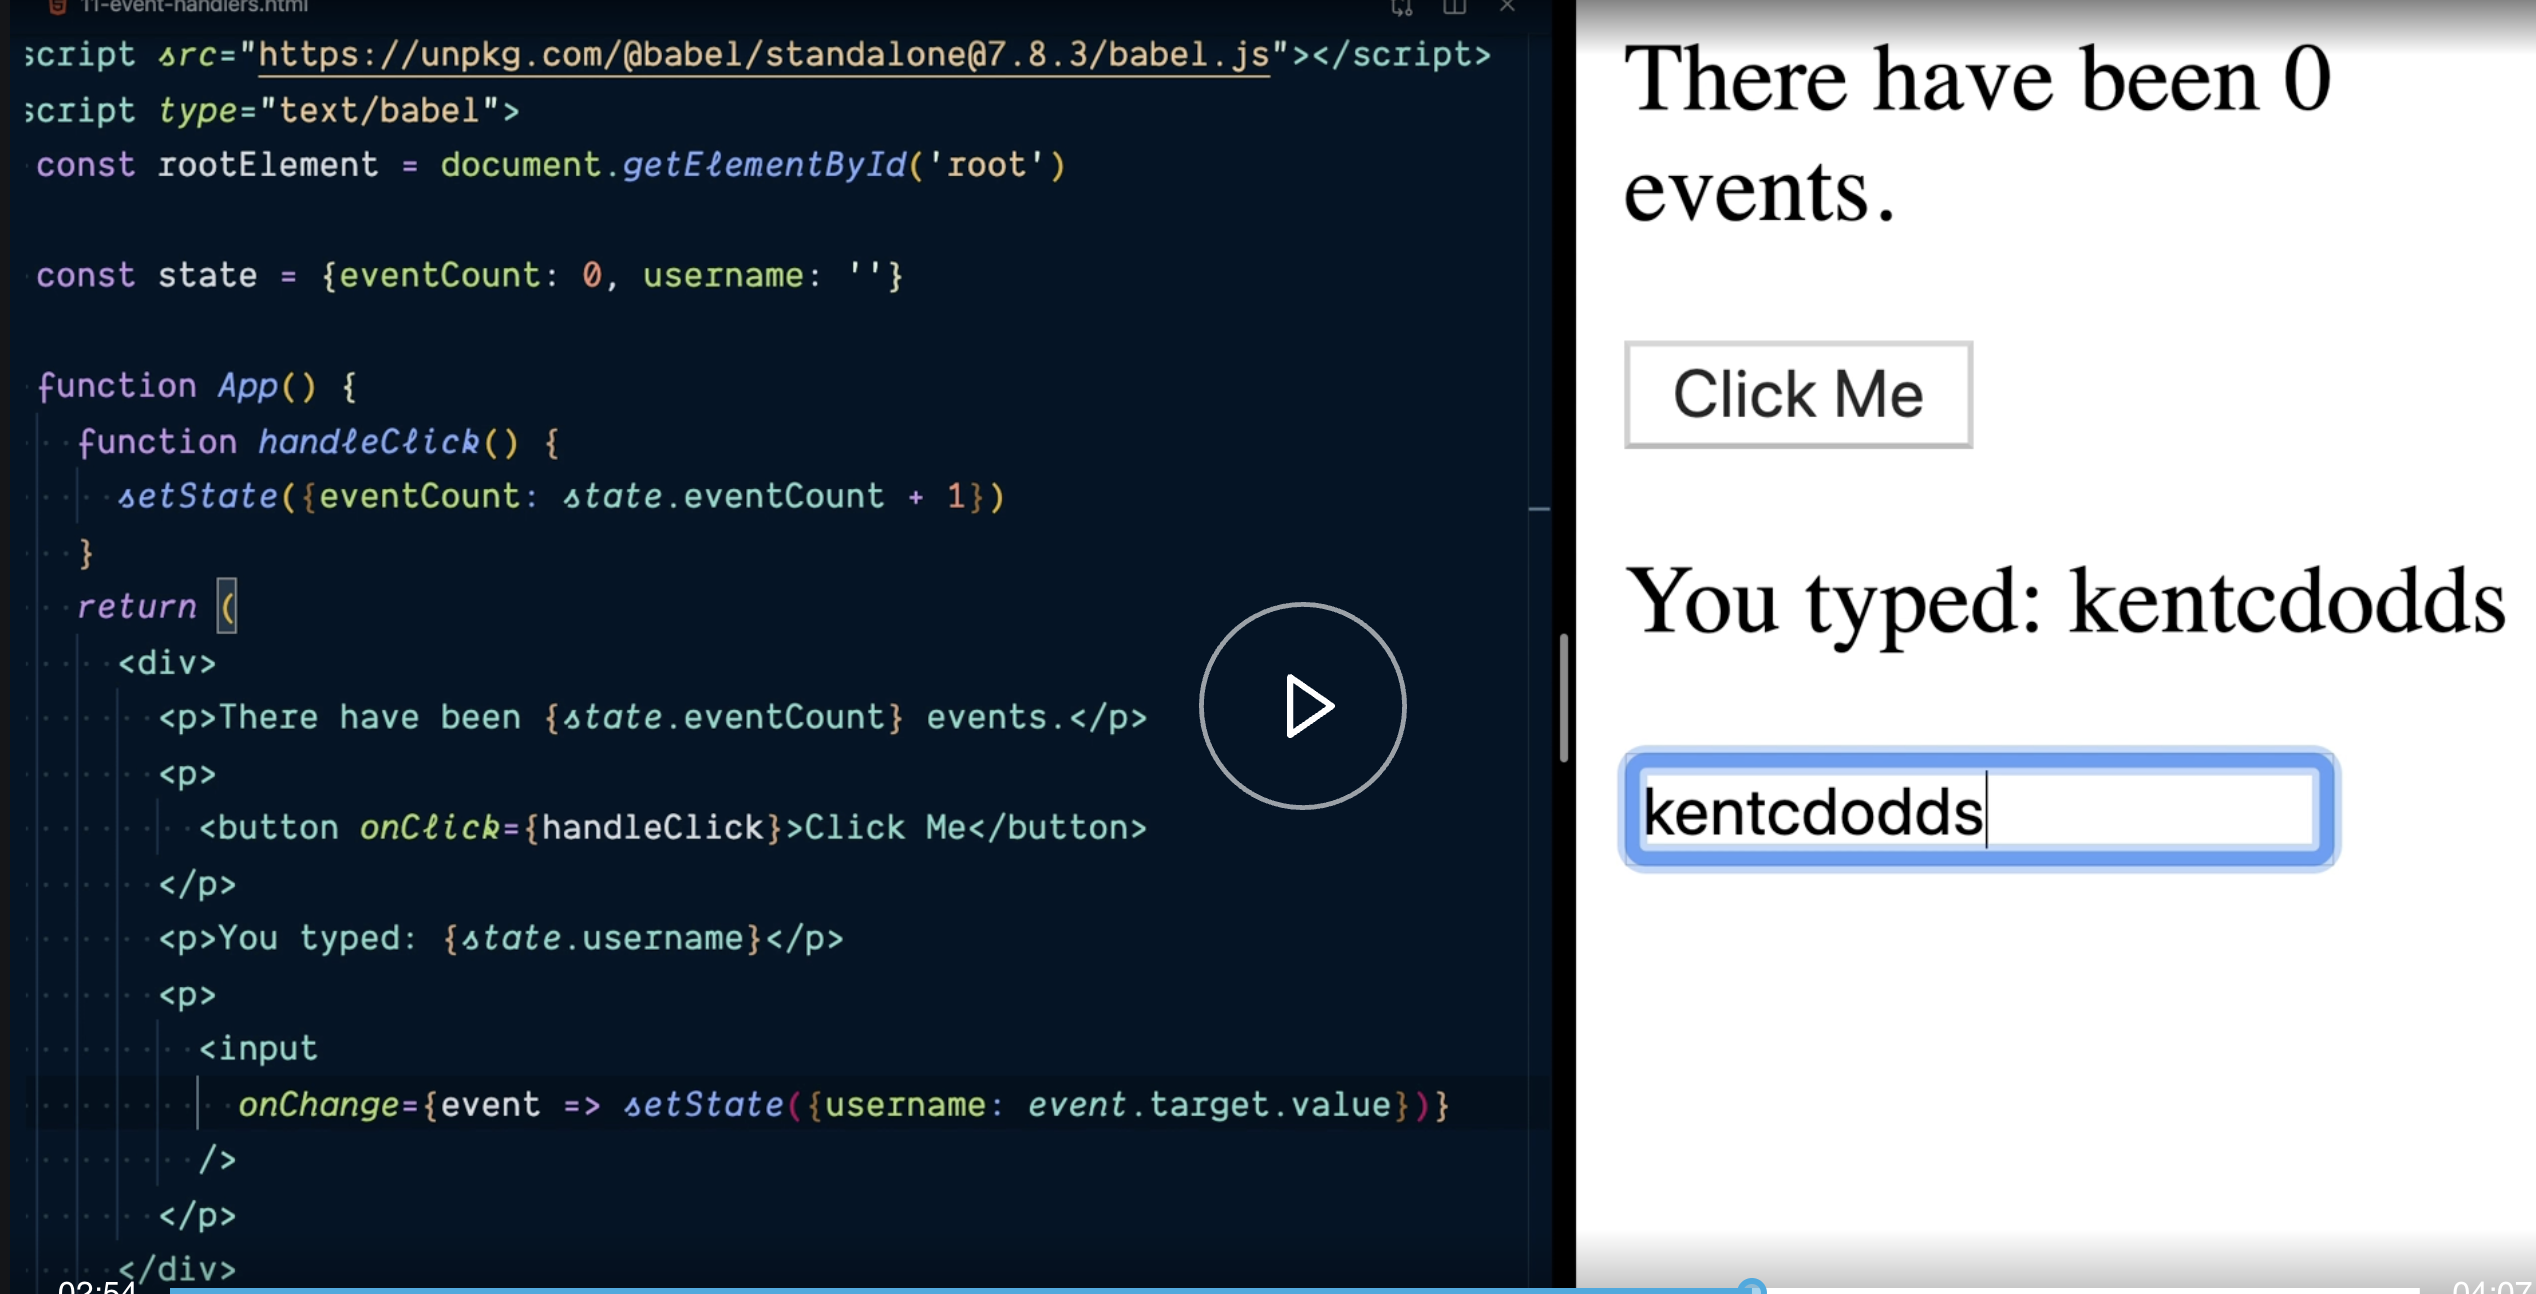 11-event-handlers.html
script src="https://unpkg.com/@babel/standalone@7.8.3/babel.js"></script>
script type="text/babel">
const rootElement = document.getElementById('root')
const state = {eventCount: 0, username: ''}
function App() {
function handleClick() {
setState({eventCount: state.eventCount + 1})
}
return (
<div>
<p>There have been {state.eventCount} events.</p>
<p>
<button onClick={handleClick}>Click Me</button>
</p>
<p>You typed: {state.username}</p>
<p>
<input
onChange={event => setState({username: event.target.value})}
/>
</p>
</div>
02:54
There have been 0
events.
Click Me
You typed: kentcdodds
kentcdodds
04:07